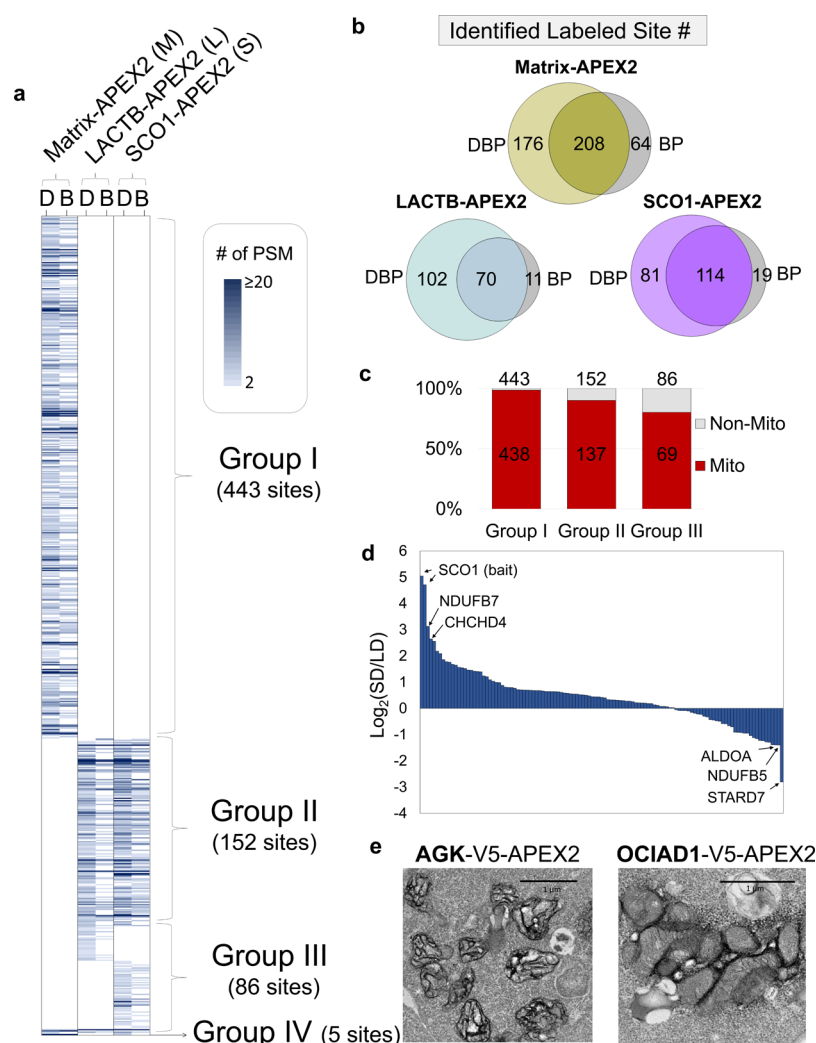 a
Matrix-APEX2 (M)
LACTB-APEX2 (L)
SCO1-APEX2 (S)
D B D B D B
# of PSM
≥20
2
Group I
(443 sites)
Group II
(152 sites)
Group III
(86 sites)
Group IV (5 sites)
b
Identified Labeled Site #
Matrix-APEX2
DBP 176 208 64 BP
LACTB-APEX2
DBP 102 70 11 BP
SCO1-APEX2
DBP 81 114 19 BP
c
443 152 86
100%
50%
0%
438 137 69
Non-Mito
Mito
Group I Group II Group III
d
Log2(SD/LD)
6
5
4
3
2
1
0
-1
-2
-3
-4
SCO1 (bait)
NDUFB7
CHCHD4
ALDOA
NDUFB5
STARD7
e
AGK-V5-APEX2
1 µm
OCIAD1-V5-APEX2
1 µm